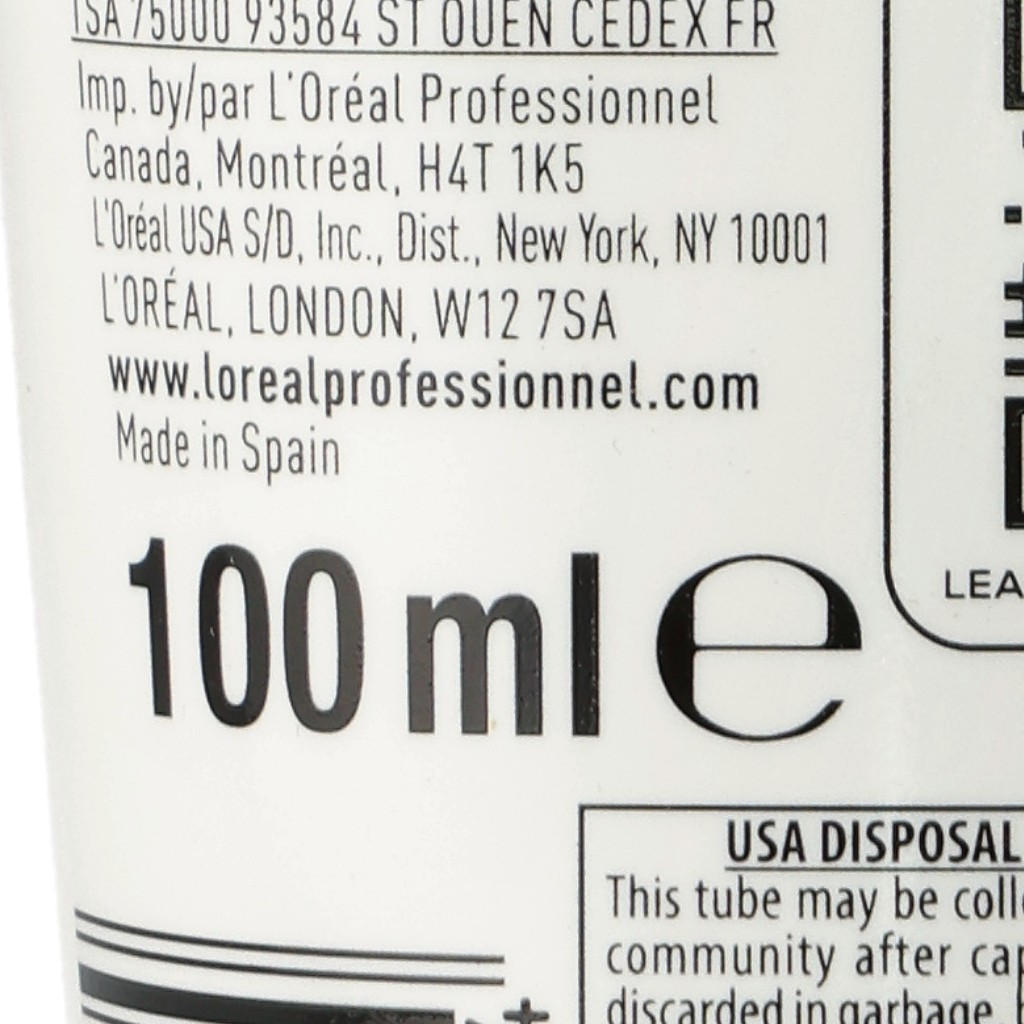 TSA 75000 93584 ST OUEN CEDEX FR
Imp. by/par L'Oréal Professionnel
Canada, Montréal, H4T 1K5
L'Oréal USA S/D, Inc., Dist., New York, NY 10001
L'ORÉAL, LONDON, W12 7SA
www.lorealprofessionnel.com
Made in Spain
100 ml e
LEA
USA DISPOSAL
This tube may be colle
community after cap
discarded in garbage.